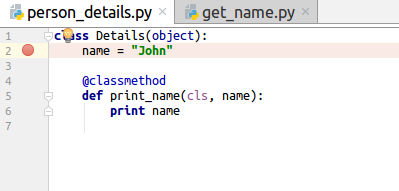 person_details.py × get_name.py ×
1 class Details(object):
2     name = "John"
3
4     @classmethod
5     def print_name(cls, name):
6         print name
7